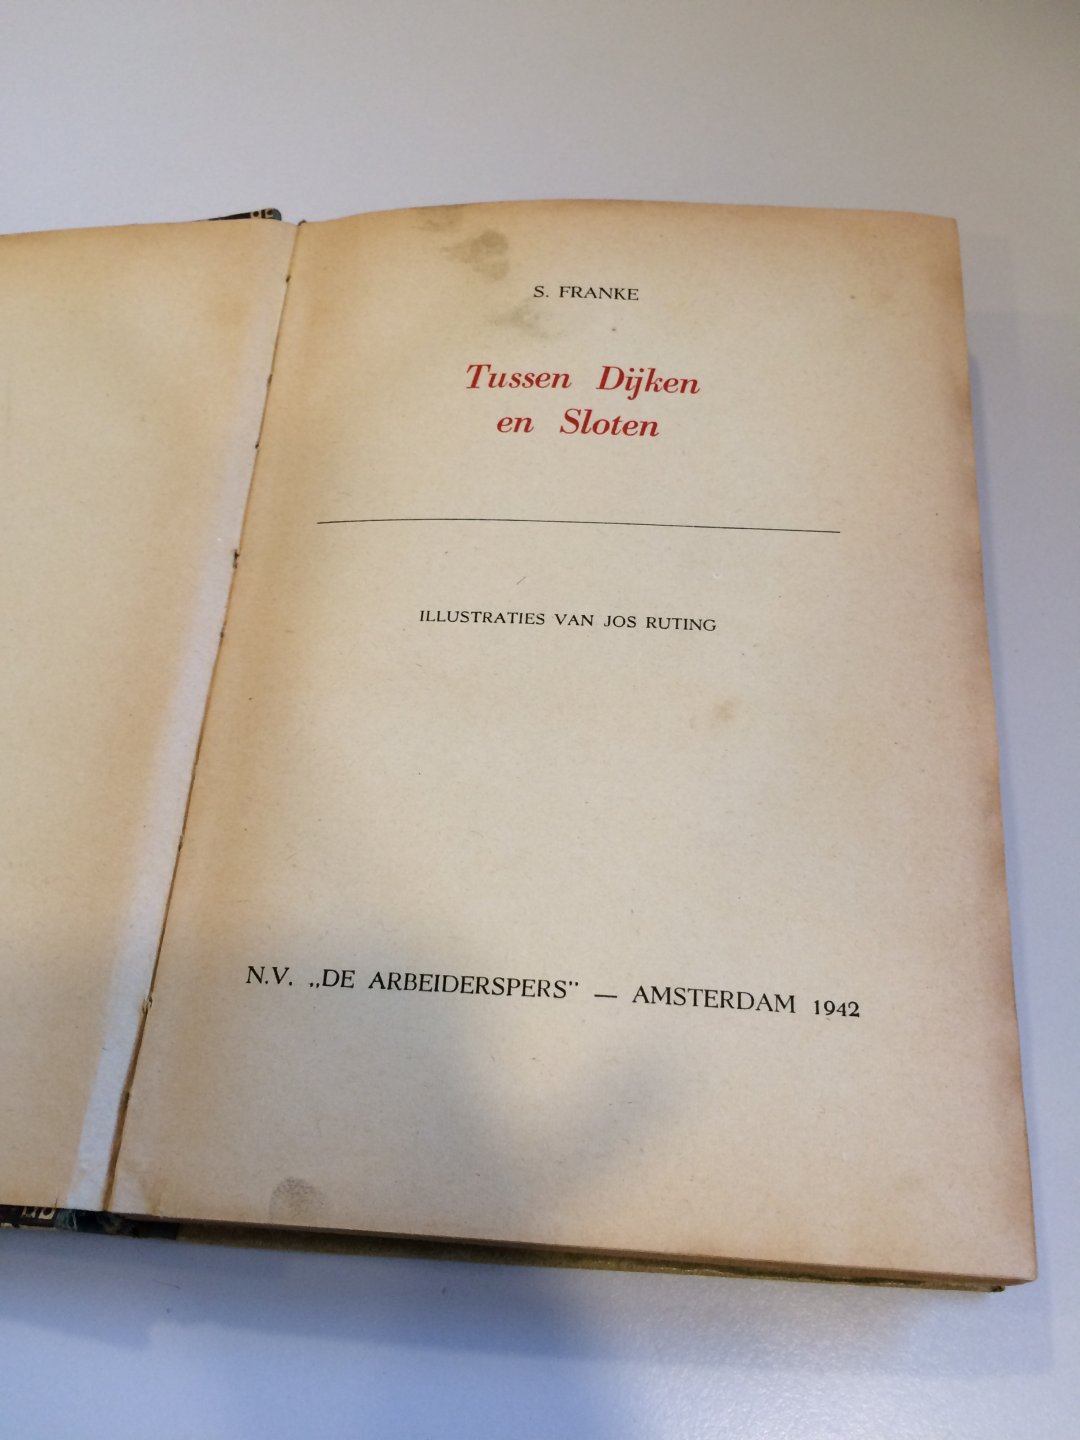 S. FRANKE
Tussen Dijken
en Sloten
ILLUSTRATIES VAN JOS RUTING
N.V. „DE ARBEIDERSPERS” — AMSTERDAM 1942